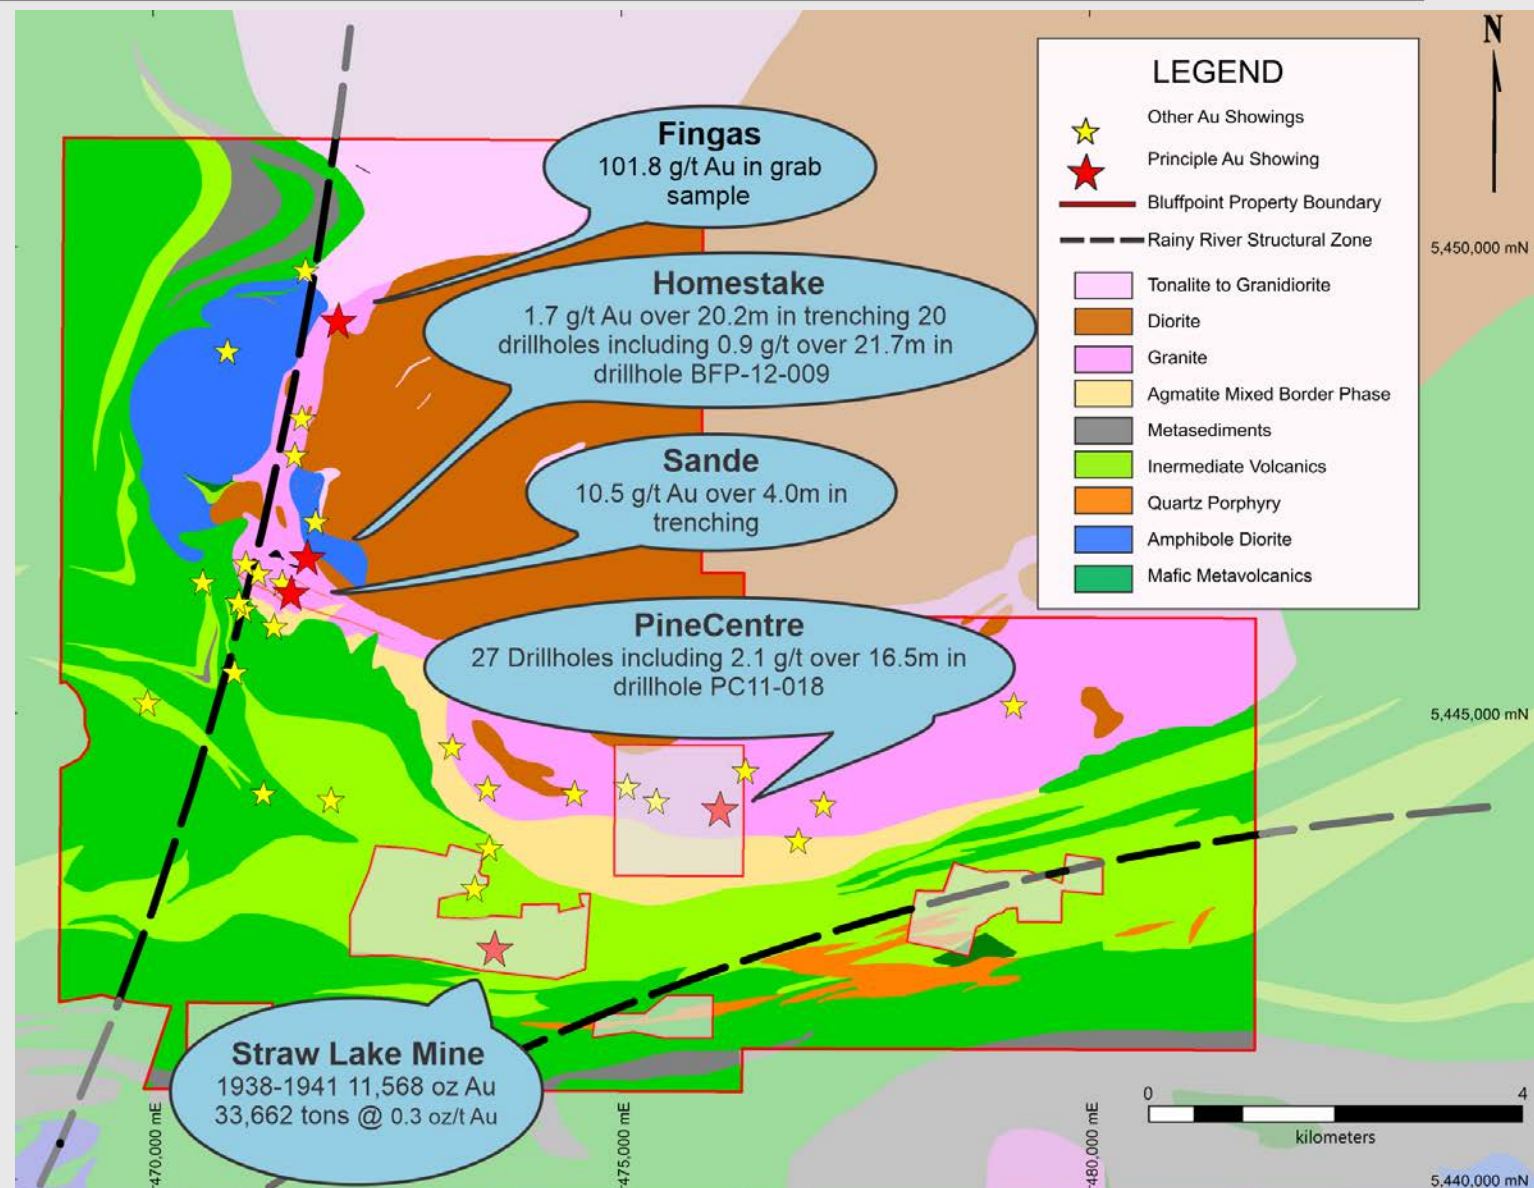 N
LEGEND
Other Au Showings
Principle Au Showing
Bluffpoint Property Boundary
Rainy River Structural Zone
Tonalite to Granidiorite
Diorite
Granite
Agmatite Mixed Border Phase
Metasediments
Inermediate Volcanics
Quartz Porphyry
Amphibole Diorite
Mafic Metavolcanics
Fingas
101.8 g/t Au in grab
sample
Homestake
1.7 g/t Au over 20.2m in trenching 20
drillholes including 0.9 g/t over 21.7m in
drillhole BFP-12-009
Sande
10.5 g/t Au over 4.0m in
trenching
PineCentre
27 Drillholes including 2.1 g/t over 16.5m in
drillhole PC11-018
Straw Lake Mine
1938-1941 11,568 oz Au
33,662 tons @ 0.3 oz/t Au
5,450,000 mN
5,445,000 mN
5,440,000 mN
470,000 mE
475,000 mE
480,000 mE
0 4
kilometers